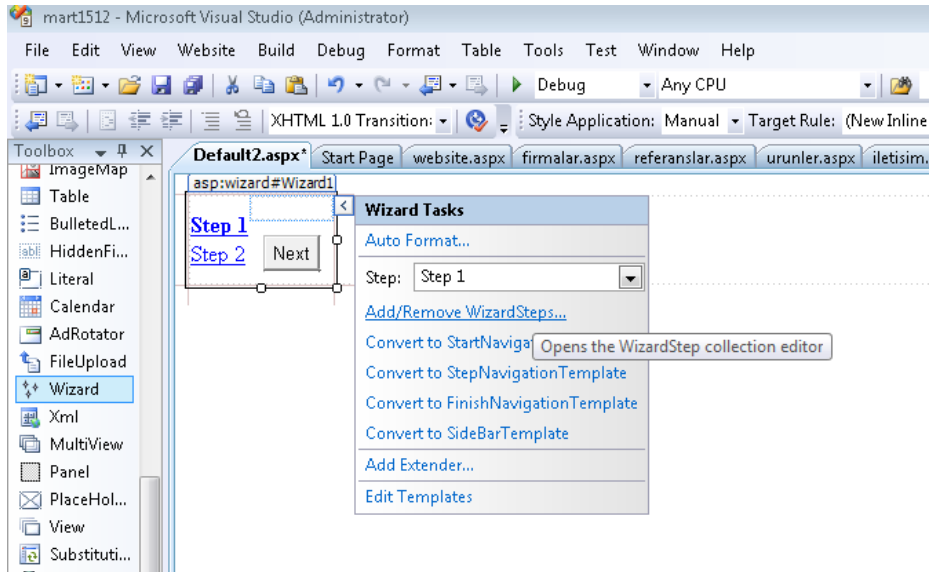 mart1512 - Microsoft Visual Studio (Administrator)
File Edit View Website Build Debug Format Table Tools Test Window Help
Debug Any CPU
XHTML 1.0 Transition: Style Application: Manual Target Rule: (New Inline
Toolbox Default2.aspx* Start Page website.aspx firmalar.aspx referanslar.aspx urunler.aspx iletisim.
ImageMap
Table
BulletedL...
HiddenFi...
Literal
Calendar
AdRotator
FileUpload
Wizard
Xml
MultiView
Panel
PlaceHol...
View
Substituti...
asp:wizard#Wizard1
Step 1
Step 2 Next
Wizard Tasks
Auto Format...
Step: Step 1
Add/Remove WizardSteps...
Convert to StartNavigat
Opens the WizardStep collection editor
Convert to StepNavigationTemplate
Convert to FinishNavigationTemplate
Convert to SideBarTemplate
Add Extender...
Edit Templates